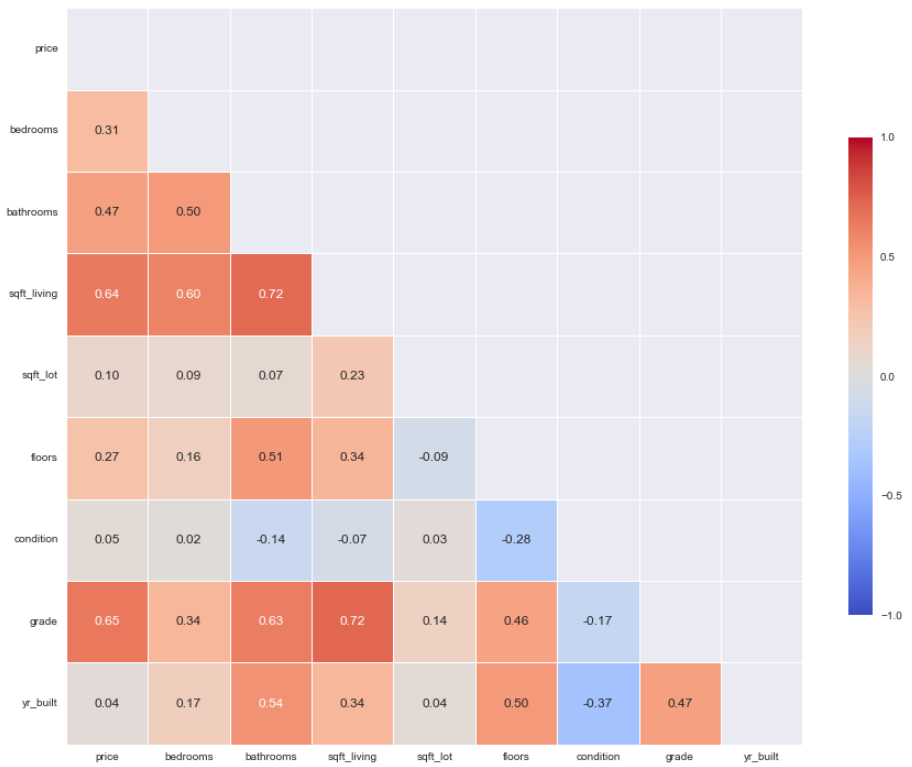 price
bedrooms 0.31
bathrooms 0.47 0.50
sqft_living 0.64 0.60 0.72
sqft_lot 0.10 0.09 0.07 0.23
floors 0.27 0.16 0.51 0.34 -0.09
condition 0.05 0.02 -0.14 -0.07 0.03 -0.28
grade 0.65 0.34 0.63 0.72 0.14 0.46 -0.17
yr_built 0.04 0.17 0.54 0.34 0.04 0.50 -0.37 0.47
price bedrooms bathrooms sqft_living sqft_lot floors condition grade yr_built
1.0
0.5
0.0
−0.5
−1.0